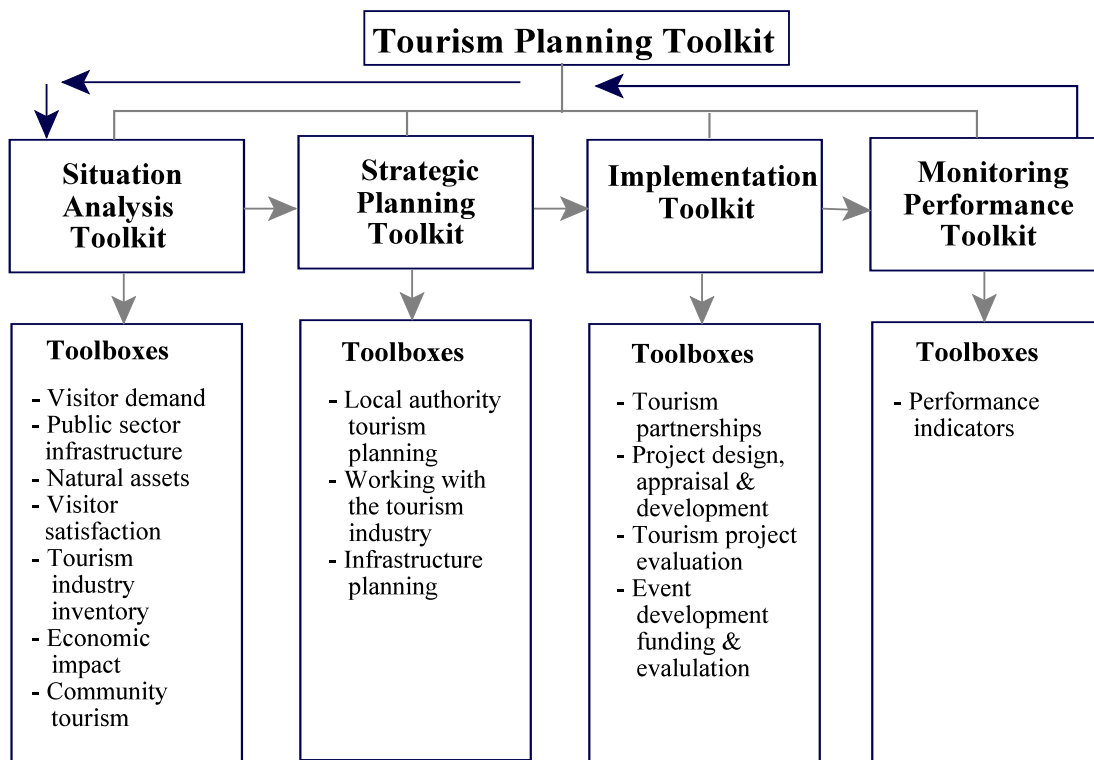 Tourism Planning Toolkit
Situation
Analysis
Toolkit
Strategic
Planning
Toolkit
Implementation
Toolkit
Monitoring
Performance
Toolkit
Toolboxes
- Visitor demand
- Public sector
infrastructure
- Natural assets
- Visitor
satisfaction
- Tourism
industry
inventory
- Economic
impact
- Community
tourism
Toolboxes
- Local authority
tourism
planning
- Working with
the tourism
industry
- Infrastructure
planning
Toolboxes
- Tourism
partnerships
- Project design,
appraisal &
development
- Tourism project
evaluation
- Event
development
funding &
evalulation
Toolboxes
- Performance
indicators